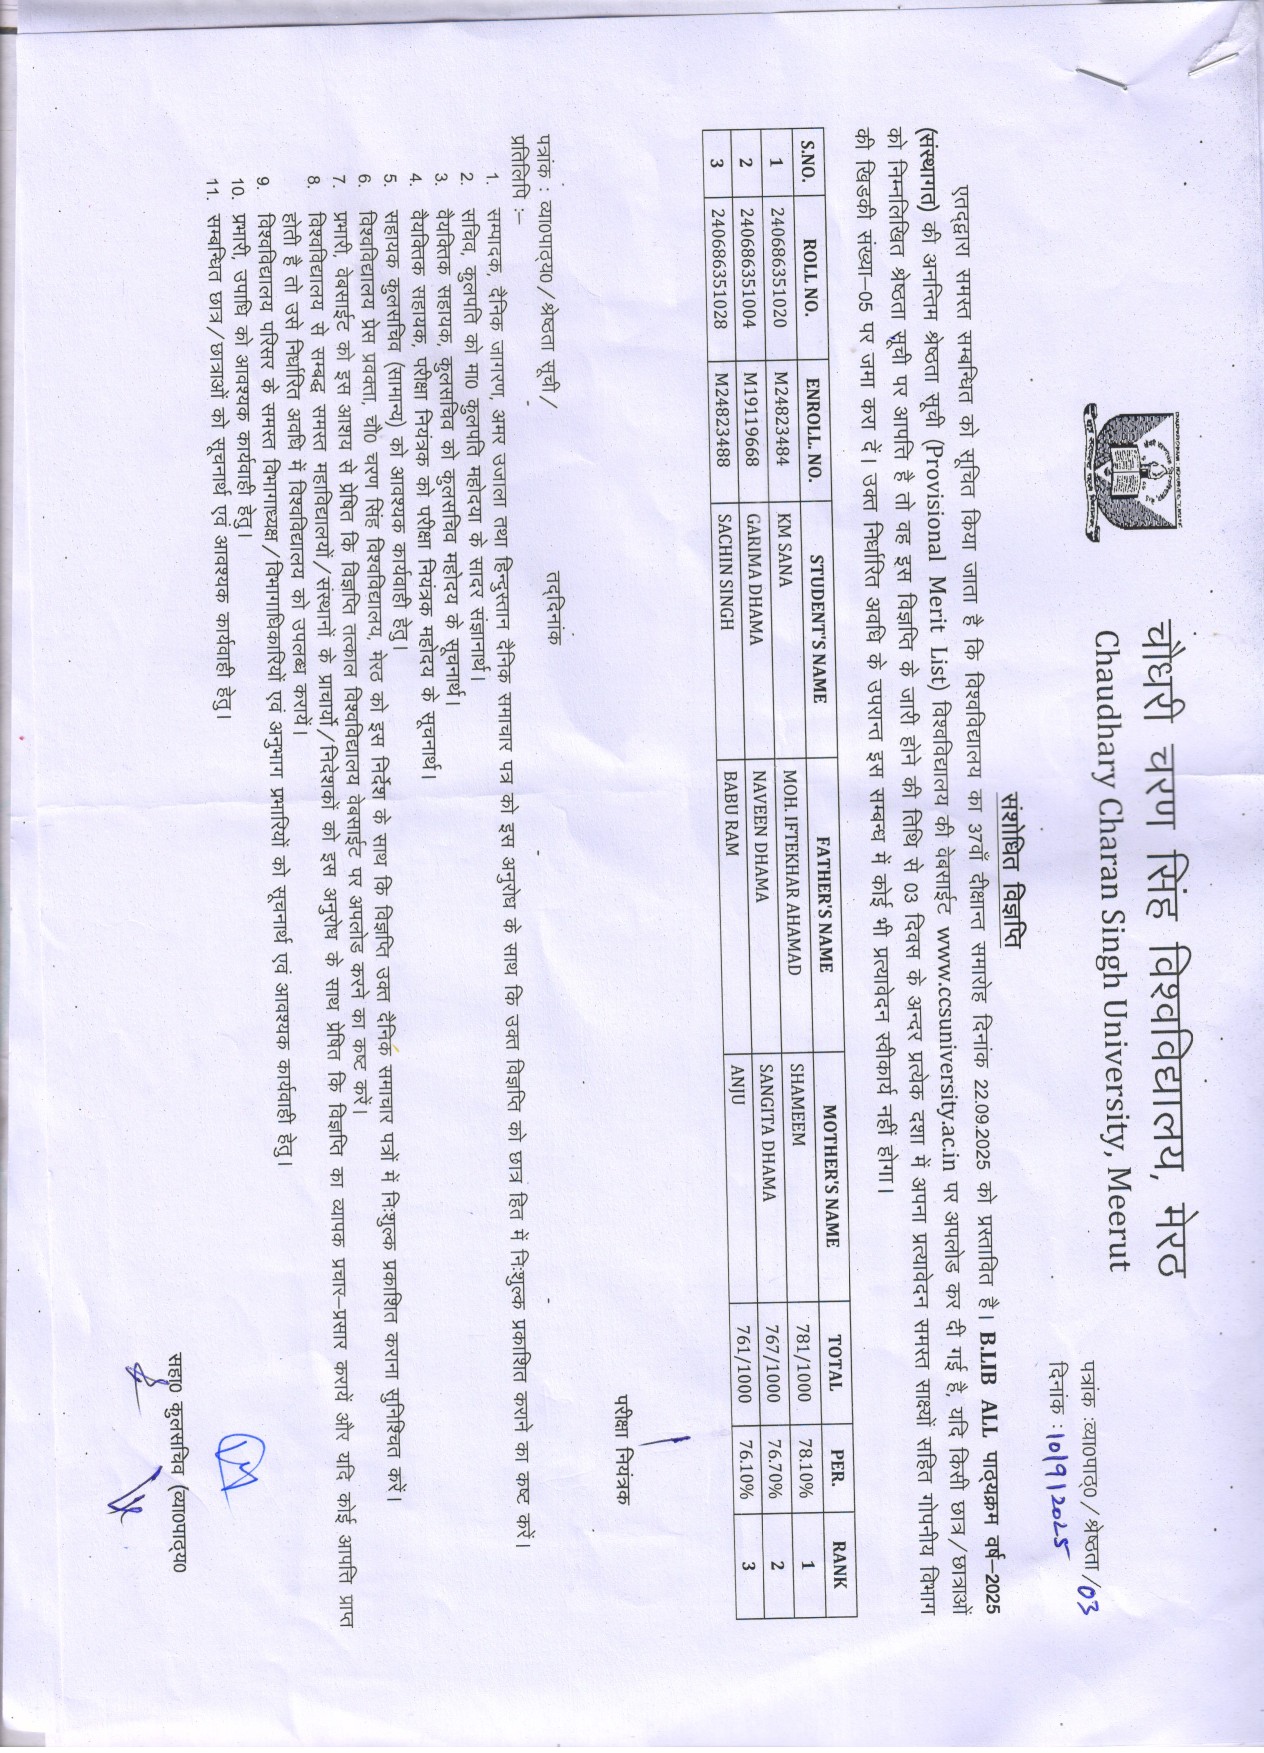 चौधारी चरण सिंह विश्वविद्यालय, मेरठ
Chaudhary Charan Singh University, Meerut
पत्रांक :व्या0पाठ्0/श्रेष्ठता/03
दिनांक : 10/9/2025
संशोधित विज्ञप्ति
एतद्द्वारा समस्त सम्बन्धित को सूचित किया जाता है कि विश्वविद्यालय का 37वाँ दीक्षान्त समारोह दिनांक 22.09.2025 को प्रस्तावित है। B.LIB ALL पाठ्यक्रम वर्ष–2025
(संस्थागत) की अनन्तिम श्रेष्ठता सूची (Provisional Merit List) विश्वविद्यालय की वेबसाईट www.ccsuniversity.ac.in पर अपलोड कर दी गई है, यदि किसी छात्र/छात्राओं
को निम्नलिखित श्रेष्ठता सूची पर आपत्ति है तो वह इस विज्ञप्ति के जारी होने की तिथि से 03 दिवस के अन्दर प्रत्येक दशा में अपना प्रत्यावेदन समस्त साक्ष्यों सहित गोपनीय विभाग
की खिडकी संख्या–05 पर जमा करा दें। उक्त निर्धारित अवधि के उपरान्त इस सम्बन्ध में कोई भी प्रत्यावेदन स्वीकार्य नहीं होगा।
S.NO. ROLL NO. ENROLL. NO. STUDENT'S NAME FATHER'S NAME MOTHER'S NAME TOTAL PER. RANK
1 240686351020 M24823484 KM SANA MOH. IFTEKHAR AHAMAD SHAMEEM 781/1000 78.10% 1
2 240686351004 M19119668 GARIMA DHAMA NAVEEN DHAMA SANGITA DHAMA 767/1000 76.70% 2
3 240686351028 M24823488 SACHIN SINGH BABU RAM ANJU 761/1000 76.10% 3
परीक्षा नियंत्रक
पत्रांक : व्या0पाठ्य0/श्रेष्ठता सूची/ तद्दिनांक
प्रतिलिपि :–
1. सम्पादक, दैनिक जागरण, अमर उजाला तथा हिन्दुस्तान दैनिक समाचार पत्र को इस अनुरोध के साथ कि उक्त विज्ञप्ति को छात्र हित में निःशुल्क प्रकाशित कराने का कष्ट करें।
2. सचिव, कुलपति को मा0 कुलपति महोदया के सादर संज्ञानार्थ।
3. वैयक्तिक सहायक, कुलसचिव को कुलसचिव महोदय के सूचनार्थ।
4. वैयक्तिक सहायक, परीक्षा नियंत्रक को परीक्षा नियंत्रक महोदय के सूचनार्थ।
5. सहायक कुलसचिव (सामान्य) को आवश्यक कार्यवाही हेतु।
6. विश्वविद्यालय प्रेस प्रवक्ता, चौ0 चरण सिंह विश्वविद्यालय, मेरठ को इस निर्देश के साथ कि विज्ञप्ति उक्त दैनिक समाचार पत्रों में निःशुल्क प्रकाशित कराना सुनिश्चित करें।
7. प्रभारी, वेबसाईट को इस आशय से प्रेषित कि विज्ञप्ति तत्काल विश्वविद्यालय वेबसाईट पर अपलोड करने का कष्ट करें।
8. विश्वविद्यालय से सम्बद्ध समस्त महाविद्यालयों/संस्थानों के प्राचार्यो/निदेशकों को इस अनुरोध के साथ प्रेषित कि विज्ञप्ति का व्यापक प्रचार–प्रसार करायें और यदि कोई आपत्ति प्राप्त
होती है तो उसे निर्धारित अवधि में विश्वविद्यालय को उपलब्ध करायें।
9. विश्वविद्यालय परिसर के समस्त विभागाध्यक्ष/विभागाधिकारियों एवं अनुभाग प्रभारियों को सूचनार्थ एवं आवश्यक कार्यवाही हेतु।
10. प्रभारी, उपाधि को आवश्यक कार्यवाही हेतु।
11. सम्बन्धित छात्र/छात्राओं को सूचनार्थ एवं आवश्यक कार्यवाही हेतु।
सहा0 कुलसचिव (व्या0पाठ्य0